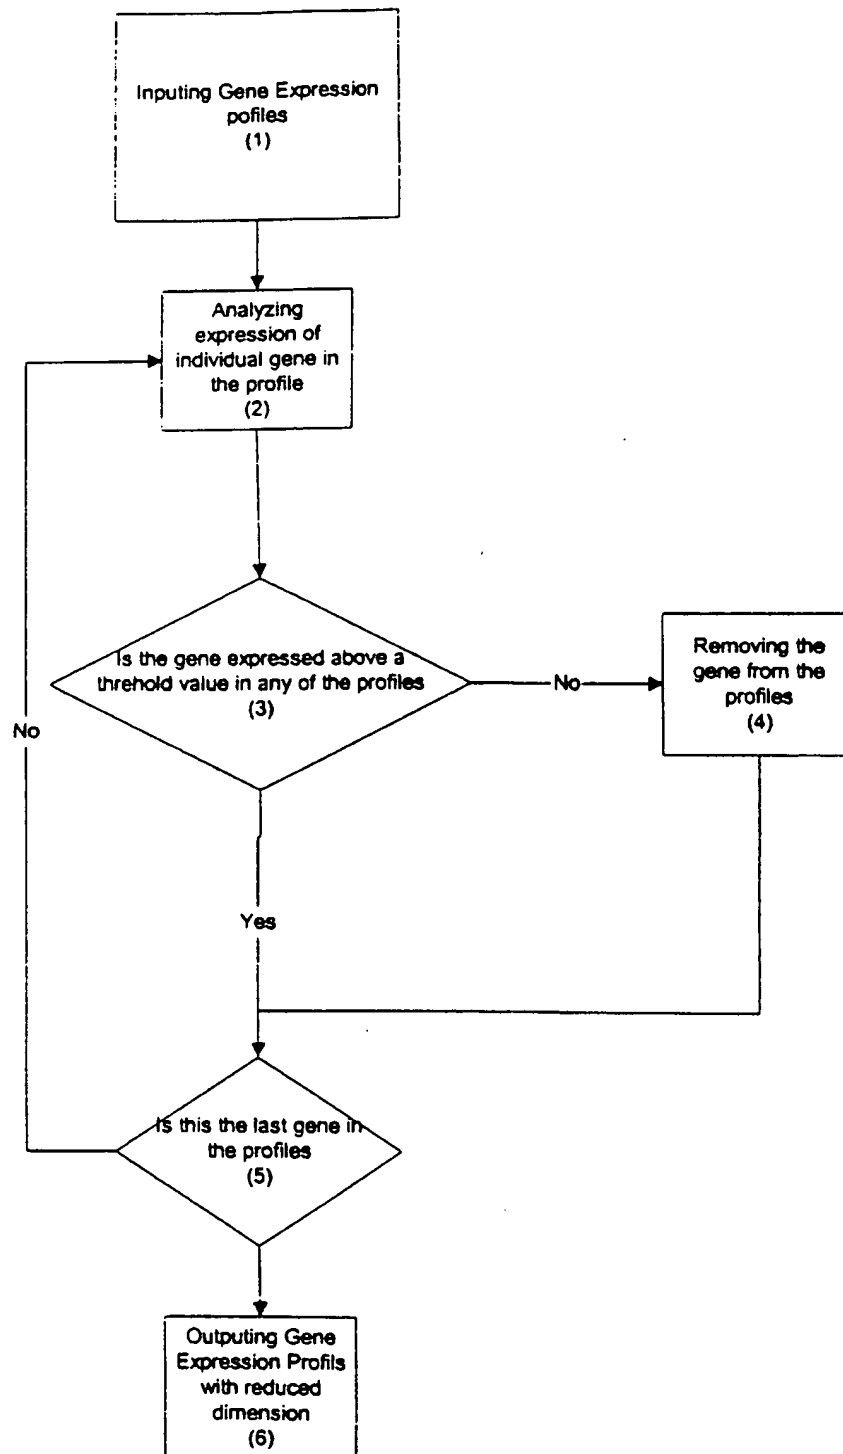 Inputing Gene Expression
pofiles
(1)
Analyzing
expression of
individual gene in
the profile
(2)
Is the gene expressed above a
threhold value in any of the profiles
(3)
No
Removing the
gene from the
profiles
(4)
No
Yes
Is this the last gene in
the profiles
(5)
Outputing Gene
Expression Profils
with reduced
dimension
(6)